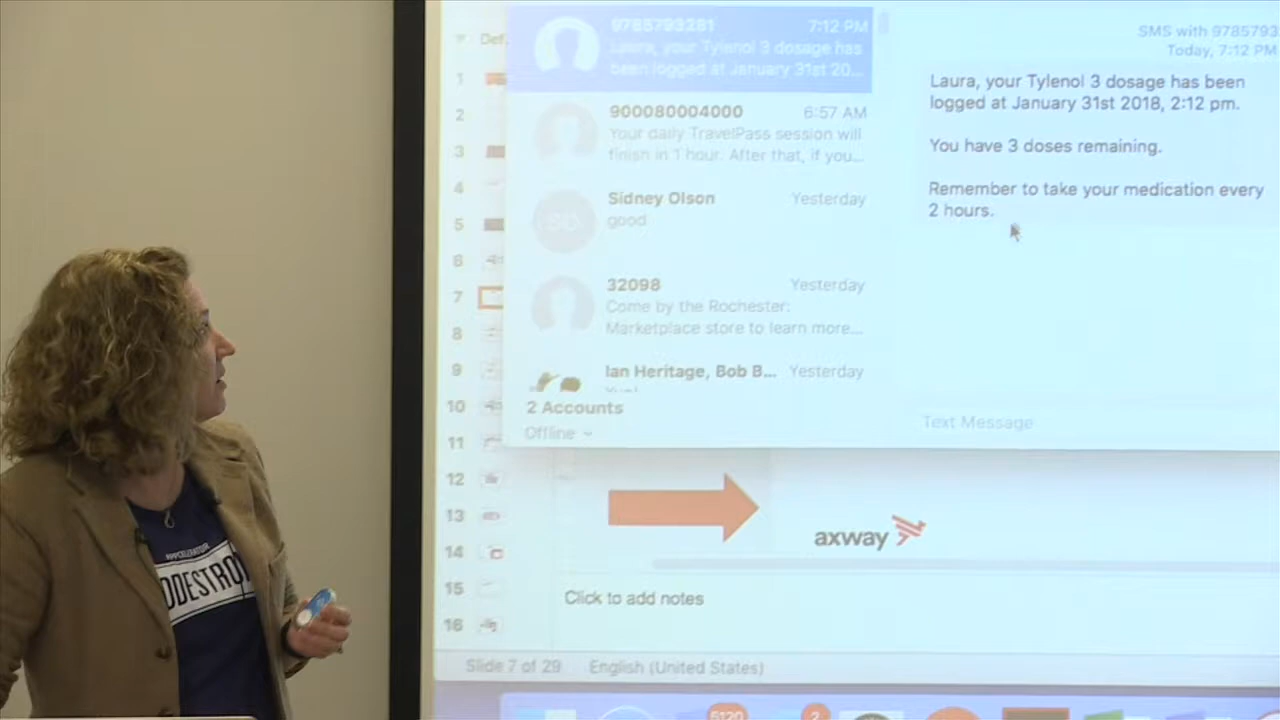 9785793281 7:12 PM
Laura, your Tylenol 3 dosage has
been logged at January 31st 20...
900080004000 6:57 AM
Your daily TravelPass session will
finish in 1 hour. After that, if you...
Sidney Olson Yesterday
good
32098 Yesterday
Come by the Rochester:
Marketplace store to learn more...
Ian Heritage, Bob B... Yesterday
2 Accounts
Offline
SMS with 9785793
Today, 7:12 PM
Laura, your Tylenol 3 dosage has been
logged at January 31st 2018, 2:12 pm.
You have 3 doses remaining.
Remember to take your medication every
2 hours.
Text Message
Def
1
2
3
4
5
6
7
8
9
10
11
12
13
14
15
16
axway
Click to add notes
Slide 7 of 29 English (United States)
5120
2
APPCELERATOR
ODESTRO